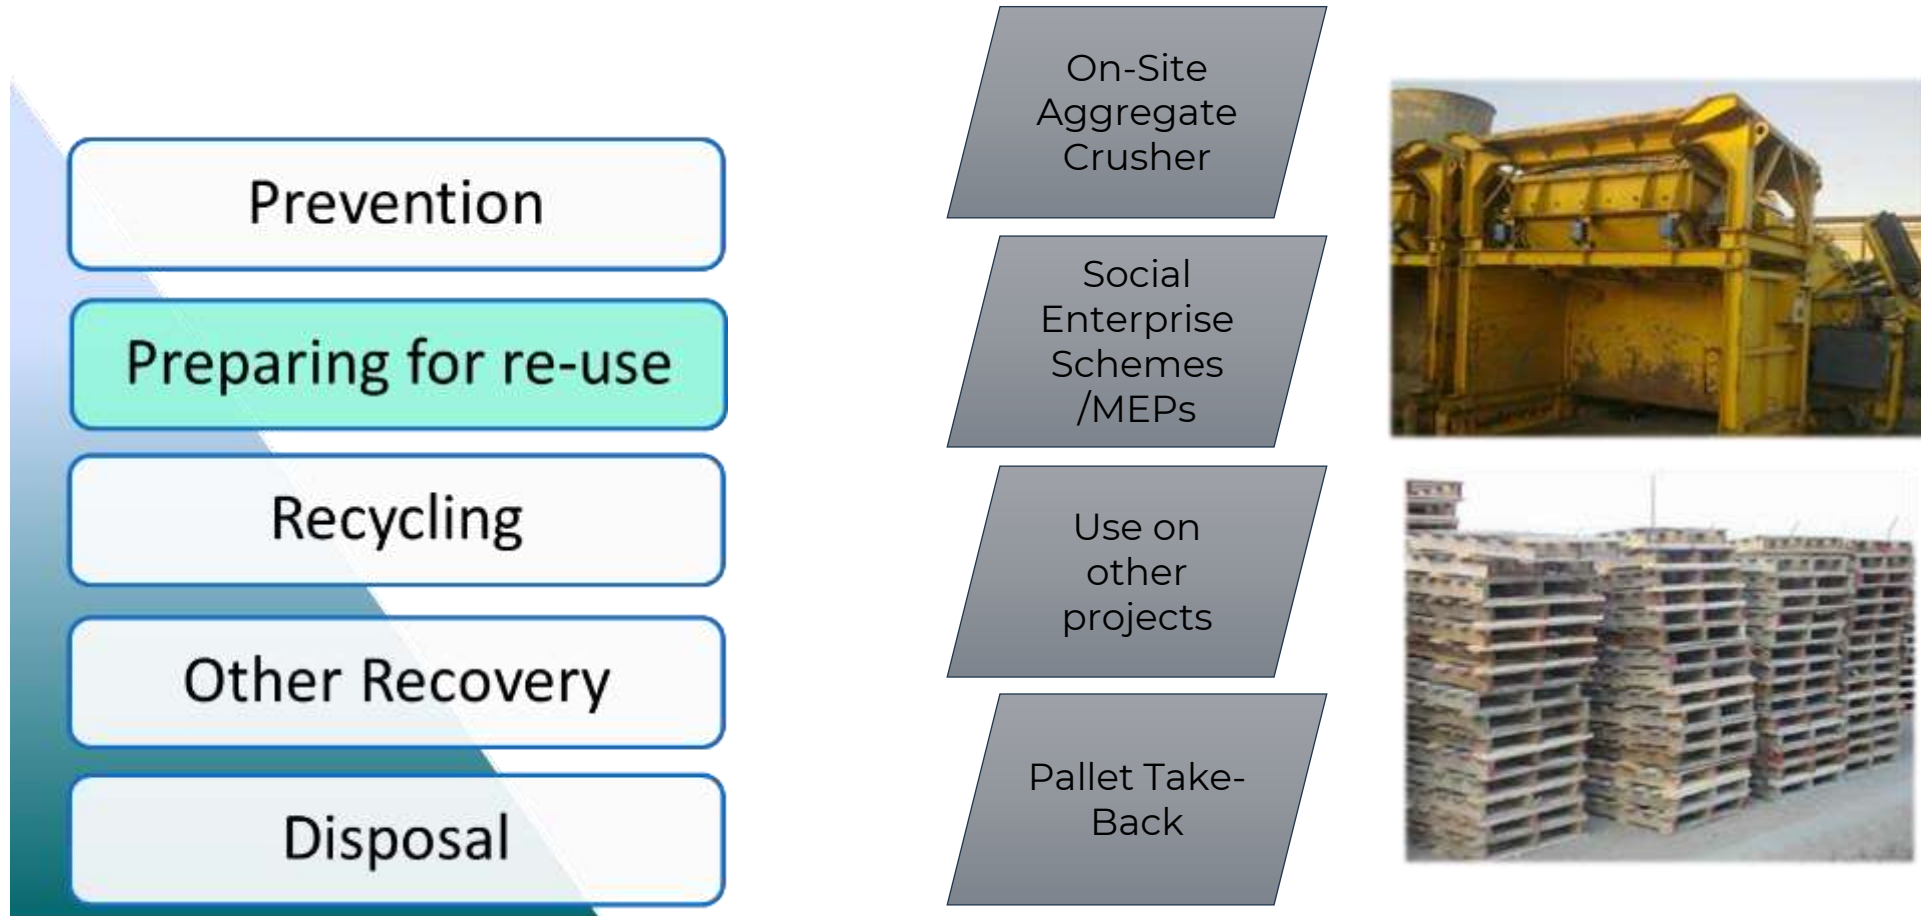 Prevention
Preparing for re-use
Recycling
Other Recovery
Disposal
On-Site
Aggregate
Crusher
Social
Enterprise
Schemes
/MEPs
Use on
other
projects
Pallet Take-
Back